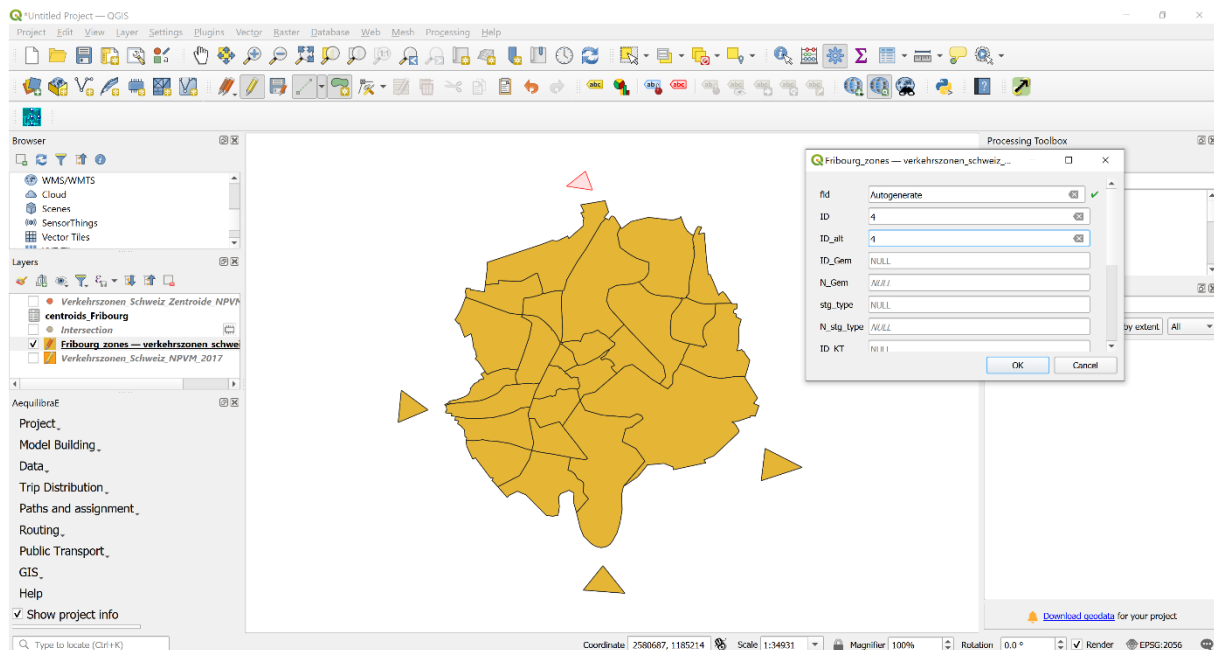 *Untitled Project — QGIS
Project Edit View Layer Settings Plugins Vector Raster Database Web Mesh Processing Help
Browser
WMS/WMTS
Cloud
Scenes
SensorThings
Vector Tiles
Layers
Verkehrszonen Schweiz Zentroide NPVM
centroids_Fribourg
Intersection
Fribourg zones — verkehrszonen schwei
Verkehrszonen_Schweiz_NPVM_2017
AequilibraE
Project
Model Building
Data
Trip Distribution
Paths and assignment
Routing
Public Transport
GIS
Help
Show project info
Processing Toolbox
Fribourg_zones — verkehrszonen_schweiz_...
fid Autogenerate
ID 4
ID_alt 4
ID_Gem NULL
N_Gem NULL
stg_type NULL
N_stg_type NULL
ID KT NULL
OK Cancel
by extent All
Download geodata for your project
Type to locate (Ctrl+K) Coordinate 2580687, 1185214 Scale 1:34931 Magnifier 100% Rotation 0.0 ° Render EPSG:2056